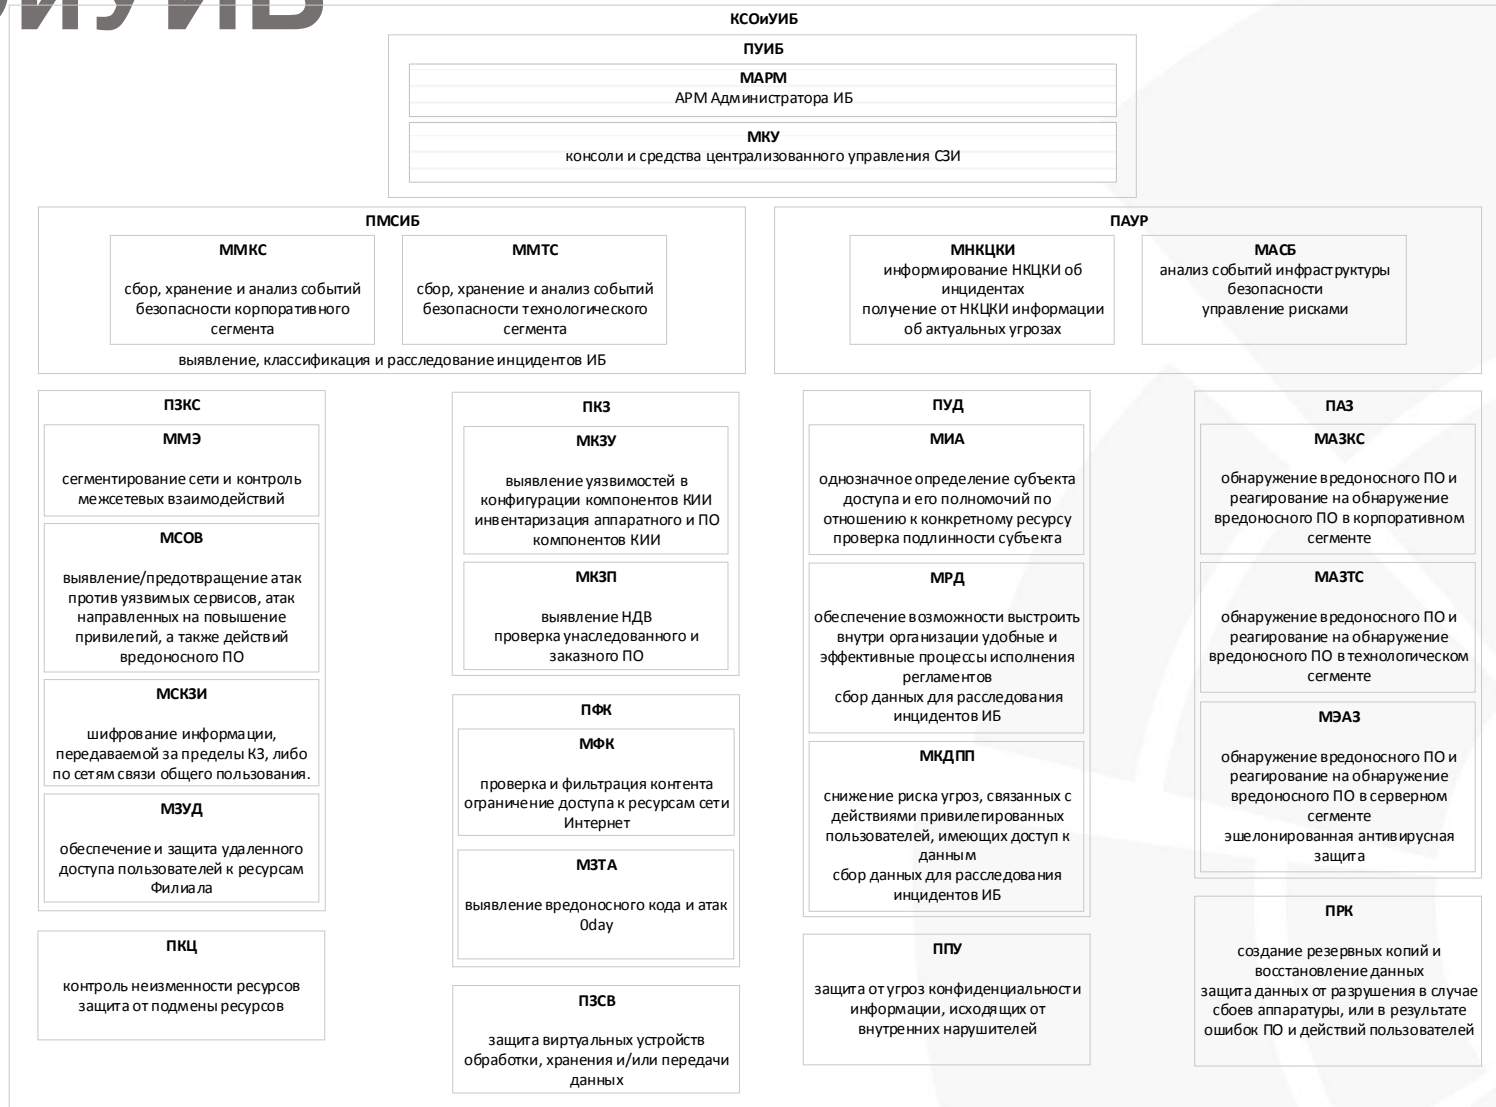 КСОиУИБ
ПУИБ
МАРМ
АРМ Администратора ИБ
МКУ
консоли и средства централизованного управления СЗИ
ПМСИБ
ММКС
сбор, хранение и анализ событий
безопасности корпоративного
сегмента
ММТС
сбор, хранение и анализ событий
безопасности технологического
сегмента
выявление, классификация и расследование инцидентов ИБ
ПАУР
МНКЦКИ
информирование НКЦКИ об
инцидентах
получение от НКЦКИ информации
об актуальных угрозах
МАСБ
анализ событий инфраструктуры
безопасности
управление рисками
ПЗКС
ММЭ
сегментирование сети и контроль
межсетевых взаимодействий
МСОВ
выявление/предотвращение атак
против уязвимых сервисов, атак
направленных на повышение
привилегий, а также действий
вредоносного ПО
МСКЗИ
шифрование информации,
передаваемой за пределы КЗ, либо
по сетям связи общего пользования.
МЗУД
обеспечение и защита удаленного
доступа пользователей к ресурсам
Филиала
ПКЦ
контроль неизменности ресурсов
защита от подмены ресурсов
ПКЗ
МКЗУ
выявление уязвимостей в
конфигурации компонентов КИИ
инвентаризация аппаратного и ПО
компонентов КИИ
МКЗП
выявление НДВ
проверка унаследованного и
заказного ПО
ПФК
МФК
проверка и фильтрация контента
ограничение доступа к ресурсам сети
Интернет
МЗТА
выявление вредоносного кода и атак
0day
ПЗСВ
защита виртуальных устройств
обработки, хранения и/или передачи
данных
ПУД
МИА
однозначное определение субъекта
доступа и его полномочий по
отношению к конкретному ресурсу
проверка подлинности субъекта
МРД
обеспечение возможности выстроить
внутри организации удобные и
эффективные процессы исполнения
регламентов
сбор данных для расследования
инцидентов ИБ
МКДПП
снижение риска угроз, связанных с
действиями привилегированных
пользователей, имеющих доступ к
данным
сбор данных для расследования
инцидентов ИБ
ППУ
защита от угроз конфиденциальности
информации, исходящих от
внутренних нарушителей
ПАЗ
МАЗКС
обнаружение вредоносного ПО и
реагирование на обнаружение
вредоносного ПО в корпоративном
сегменте
МАЗТС
обнаружение вредоносного ПО и
реагирование на обнаружение
вредоносного ПО в технологическом
сегменте
МЭАЗ
обнаружение вредоносного ПО и
реагирование на обнаружение
вредоносного ПО в серверном
сегменте
эшелонированная антивирусная
защита
ПРК
создание резервных копий и
восстановление данных
защита данных от разрушения в случае
сбоев аппаратуры, или в результате
ошибок ПО и действий пользователей